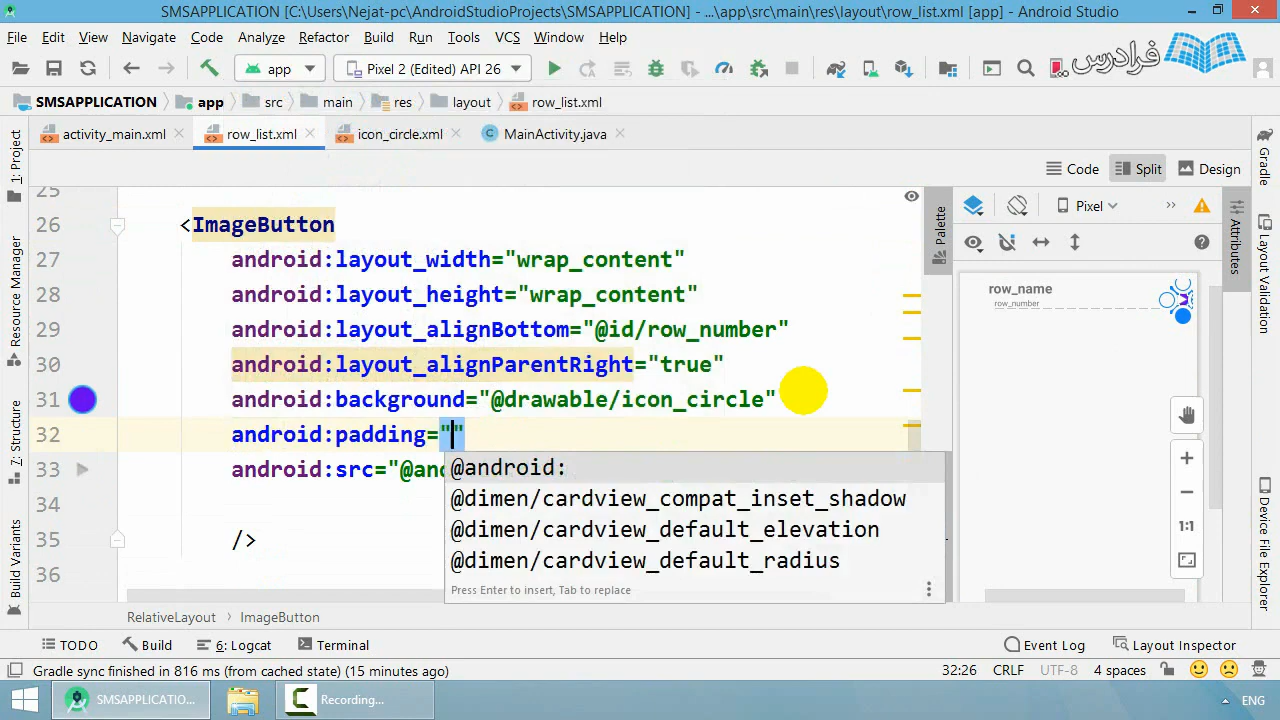 SMSAPPLICATION [C:\Users\Nejat-pc\AndroidStudioProjects\SMSAPPLICATION] - ...\app\src\main\res\layout\row_list.xml [app] - Android Studio
File Edit View Navigate Code Analyze Refactor Build Run Tools VCS Window Help
app Pixel 2 (Edited) API 26
فرادرس
SMSAPPLICATION app src main res layout row_list.xml
activity_main.xml row_list.xml icon_circle.xml MainActivity.java
Code Split Design
1: Project
Resource Manager
Z: Structure
Build Variants
25
26 <ImageButton
27 android:layout_width="wrap_content"
28 android:layout_height="wrap_content"
29 android:layout_alignBottom="@id/row_number"
30 android:layout_alignParentRight="true"
31 android:background="@drawable/icon_circle"
32 android:padding=""
33 android:src="@and
34
35 />
36
@android:
@dimen/cardview_compat_inset_shadow
@dimen/cardview_default_elevation
@dimen/cardview_default_radius
Press Enter to insert, Tab to replace
Palette
Pixel
row_name
row_number
1:1
Attributes
Gradle
Layout Validation
Device File Explorer
RelativeLayout ImageButton
TODO Build 6: Logcat Terminal Event Log Layout Inspector
Gradle sync finished in 816 ms (from cached state) (15 minutes ago) 32:26 CRLF UTF-8 4 spaces
SMSAPPLICATIO... Recording... ENG